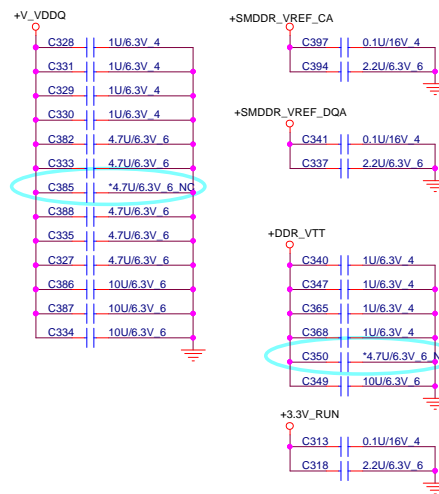 +V_VDDQ
C328 1U/6.3V_4
C331 1U/6.3V_4
C329 1U/6.3V_4
C330 1U/6.3V_4
C382 4.7U/6.3V_6
C333 4.7U/6.3V_6
C385 *4.7U/6.3V_6_NC
C388 4.7U/6.3V_6
C335 4.7U/6.3V_6
C327 4.7U/6.3V_6
C386 10U/6.3V_6
C387 10U/6.3V_6
C334 10U/6.3V_6
+SMDDR_VREF_CA
C397 0.1U/16V_4
C394 2.2U/6.3V_6
+SMDDR_VREF_DQA
C341 0.1U/16V_4
C337 2.2U/6.3V_6
+DDR_VTT
C340 1U/6.3V_4
C347 1U/6.3V_4
C365 1U/6.3V_4
C368 1U/6.3V_4
C350 *4.7U/6.3V_6_N
C349 10U/6.3V_6
+3.3V_RUN
C313 0.1U/16V_4
C318 2.2U/6.3V_6